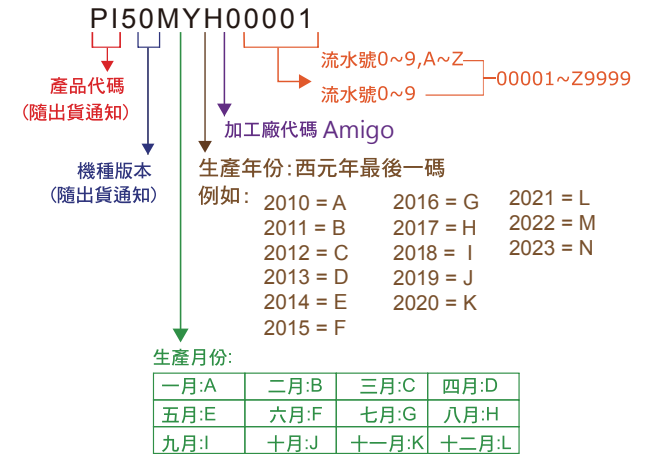 PI50MYH00001
產品代碼
(隨出貨通知)
流水號0~9,A~Z
流水號0~9
00001~Z9999
加工廠代碼 Amigo
機種版本
(隨出貨通知)
生產年份:西元年最後一碼
例如:
2010 = A
2011 = B
2012 = C
2013 = D
2014 = E
2015 = F
2016 = G
2017 = H
2018 = I
2019 = J
2020 = K
2021 = L
2022 = M
2023 = N
生產月份:
一月:A 二月:B 三月:C 四月:D
五月:E 六月:F 七月:G 八月:H
九月:I 十月:J 十一月:K 十二月:L